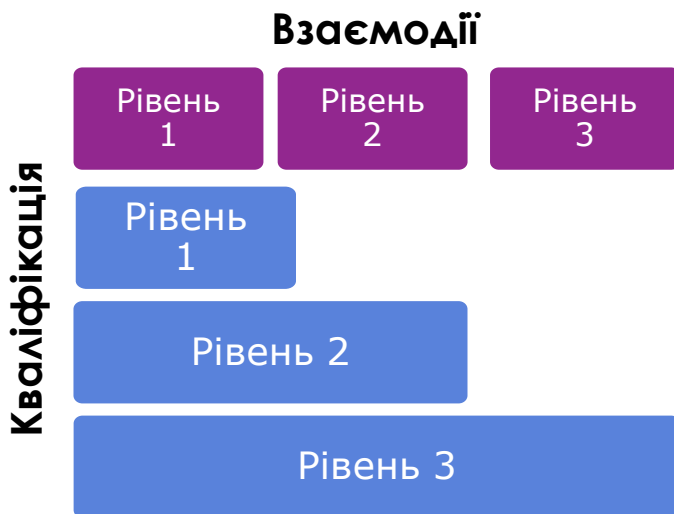 Взаємодії
Рівень
1
Рівень
2
Рівень
3
Кваліфікація
Рівень
1
Рівень 2
Рівень 3